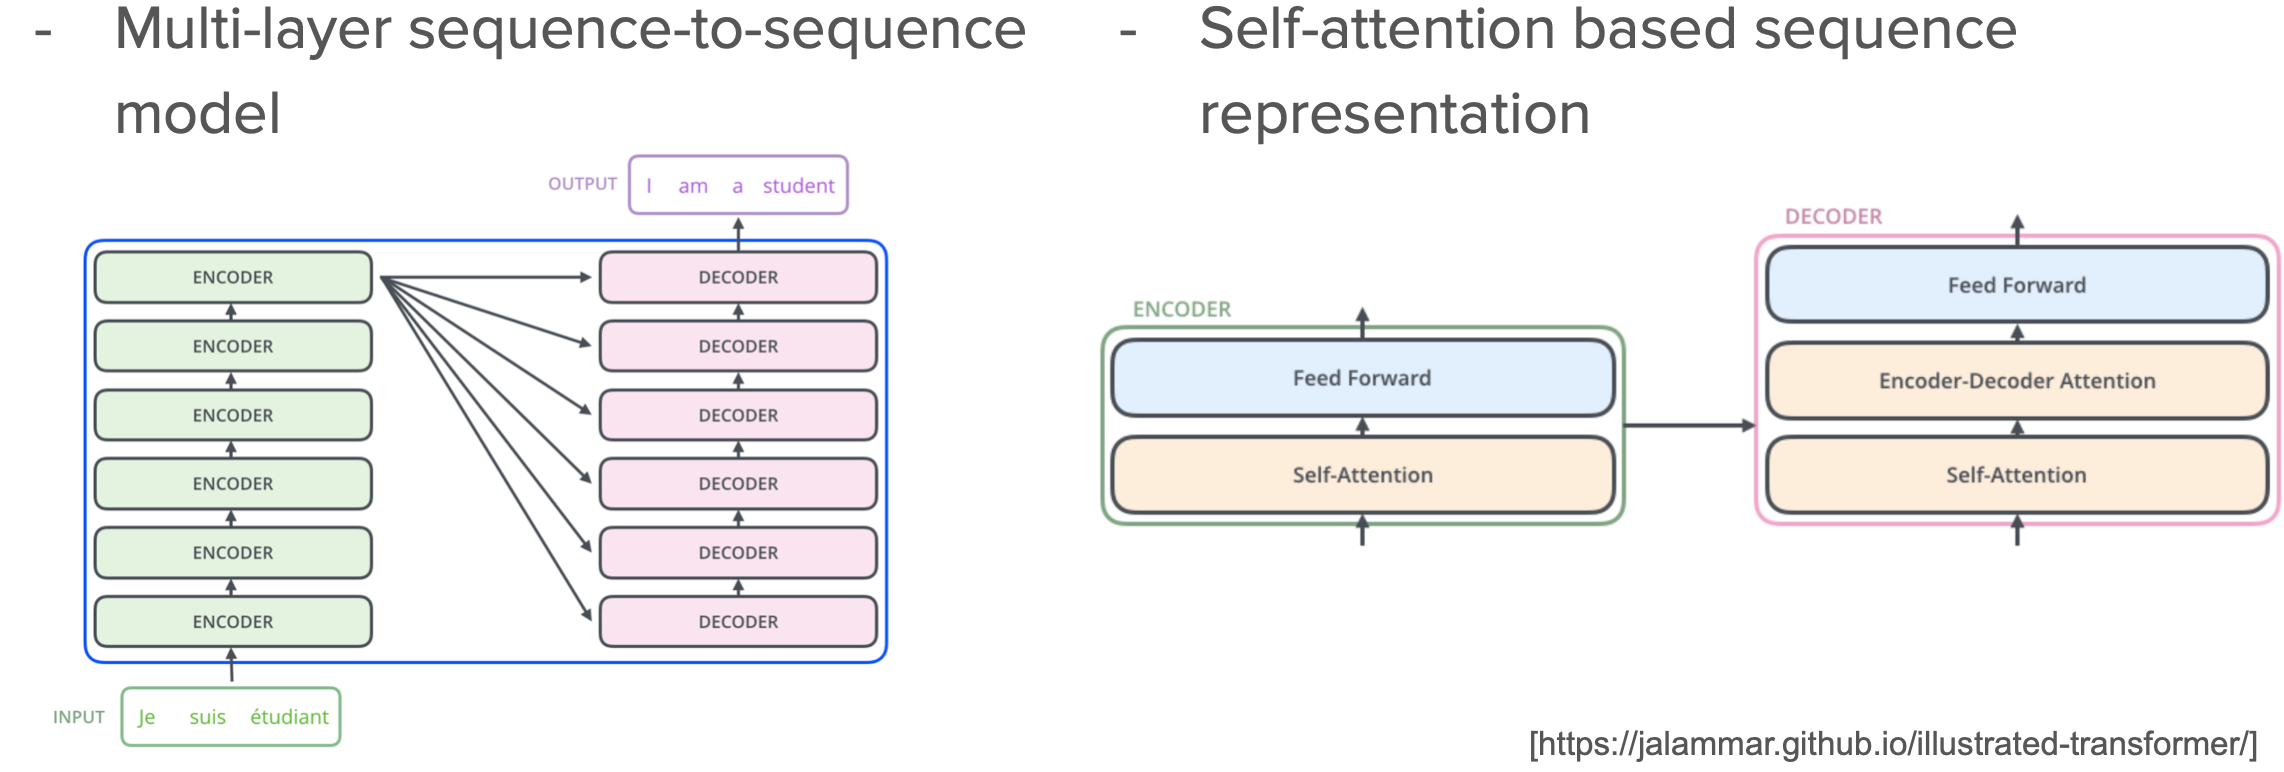 - Multi-layer sequence-to-sequence
model
OUTPUT I am a student
ENCODER
ENCODER
ENCODER
ENCODER
ENCODER
ENCODER
DECODER
DECODER
DECODER
DECODER
DECODER
DECODER
INPUT Je suis étudiant
- Self-attention based sequence
representation
ENCODER
Feed Forward
Self-Attention
DECODER
Feed Forward
Encoder-Decoder Attention
Self-Attention
[https://jalammar.github.io/illustrated-transformer/]